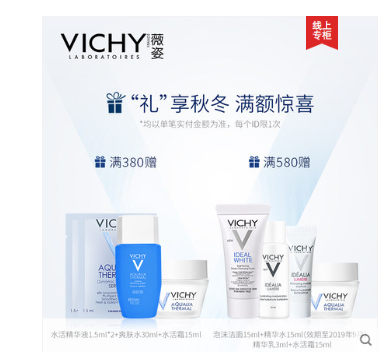 线上
专柜
VICHY 薇姿
LABORATOIRES
“礼”享秋冬 满额惊喜
*均以单笔实付金额为准，每个ID限1次
满380赠
满580赠
VICHY
AQUALIA
THERMAL
VICHY
IDEAL
WHITE
VICHY
VICHY
IDÉALIA
AQUALIA
THERMAL
水活精华液1.5ml*2+爽肤水30ml+水活霜15ml
泡沫洁面15ml+精华水15ml(效期至2019年
精华乳3ml+水活霜15ml